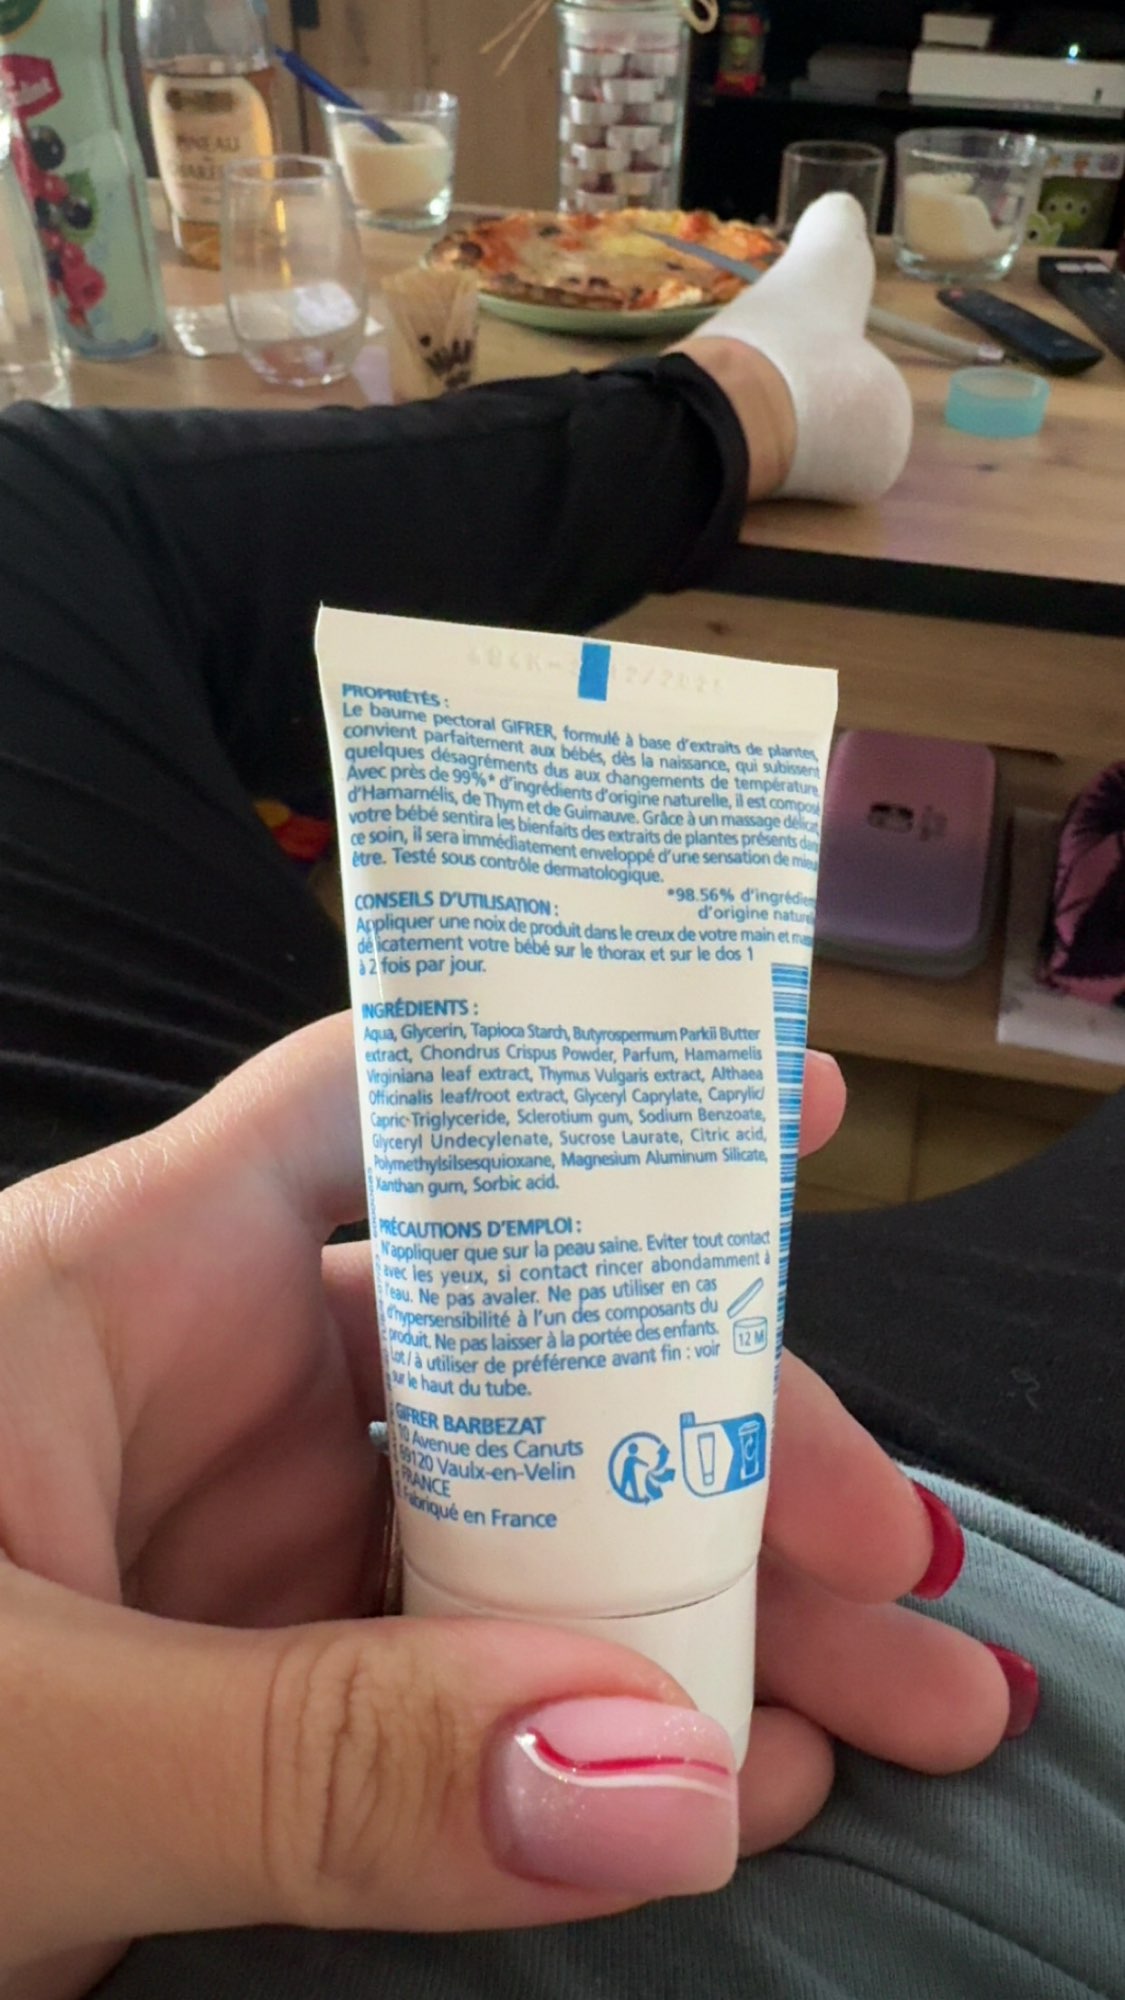 PROPRIÉTÉS :
Le baume pectoral GIFRER, formulé à base d'extraits de plantes,
convient parfaitement aux bébés, dès la naissance, qui subissent
quelques désagréments dus aux changements de température.
Avec près de 99%* d'ingrédients d'origine naturelle, il est composé
d'Hamamélis, de Thym et de Guimauve. Grâce à un massage délicat,
votre bébé sentira les bienfaits des extraits de plantes présents dans
ce soin, il sera immédiatement enveloppé d'une sensation de mieux
être. Testé sous contrôle dermatologique.
*98.56% d'ingrédien
d'origine nature
CONSEILS D'UTILISATION :
Appliquer une noix de produit dans le creux de votre main et mas
délicatement votre bébé sur le thorax et sur le dos 1
à 2 fois par jour.
INGRÉDIENTS :
Aqua, Glycerin, Tapioca Starch, Butyrospermum Parkii Butter
extract, Chondrus Crispus Powder, Parfum, Hamamelis
Virginiana leaf extract, Thymus Vulgaris extract, Althaea
Officinalis leaf/root extract, Glyceryl Caprylate, Caprylic/
Capric Triglyceride, Sclerotium gum, Sodium Benzoate,
Glyceryl Undecylenate, Sucrose Laurate, Citric acid,
Polymethylsilsesquioxane, Magnesium Aluminum Silicate,
Xanthan gum, Sorbic acid.
PRÉCAUTIONS D'EMPLOI :
N'appliquer que sur la peau saine. Eviter tout contact
avec les yeux, si contact rincer abondamment à
l'eau. Ne pas avaler. Ne pas utiliser en cas
d'hypersensibilité à l'un des composants du
produit. Ne pas laisser à la portée des enfants.
Lot / à utiliser de préférence avant fin : voir
sur le haut du tube.
12 M
GIFRER BARBEZAT
10 Avenue des Canuts
69120 Vaulx-en-Velin
FRANCE
Fabriqué en France
FR